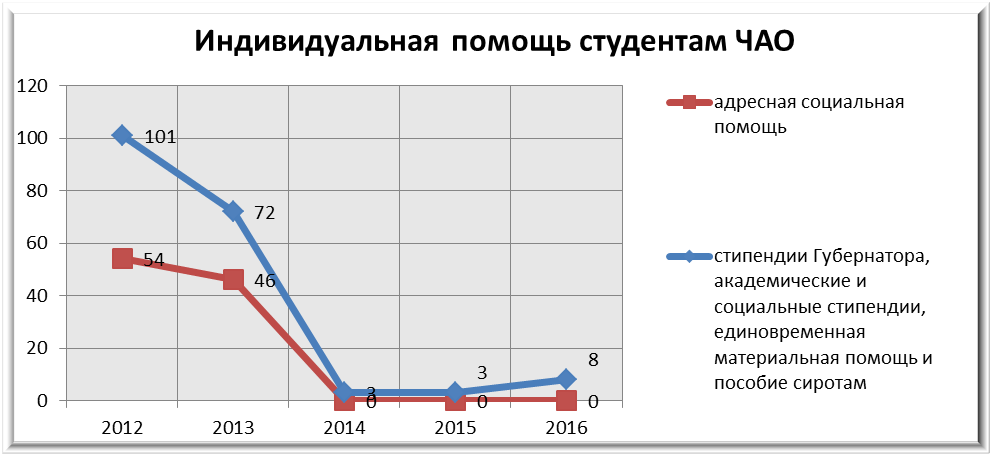 Индивидуальная помощь студентам ЧАО
120
100
80
60
40
20
0
101
72
3
3
8
54
46
0
0
0
2012 2013 2014 2015 2016
адресная социальная
помощь
стипендии Губернатора,
академические и
социальные стипендии,
единовременная
материальная помощь и
пособие сиротам